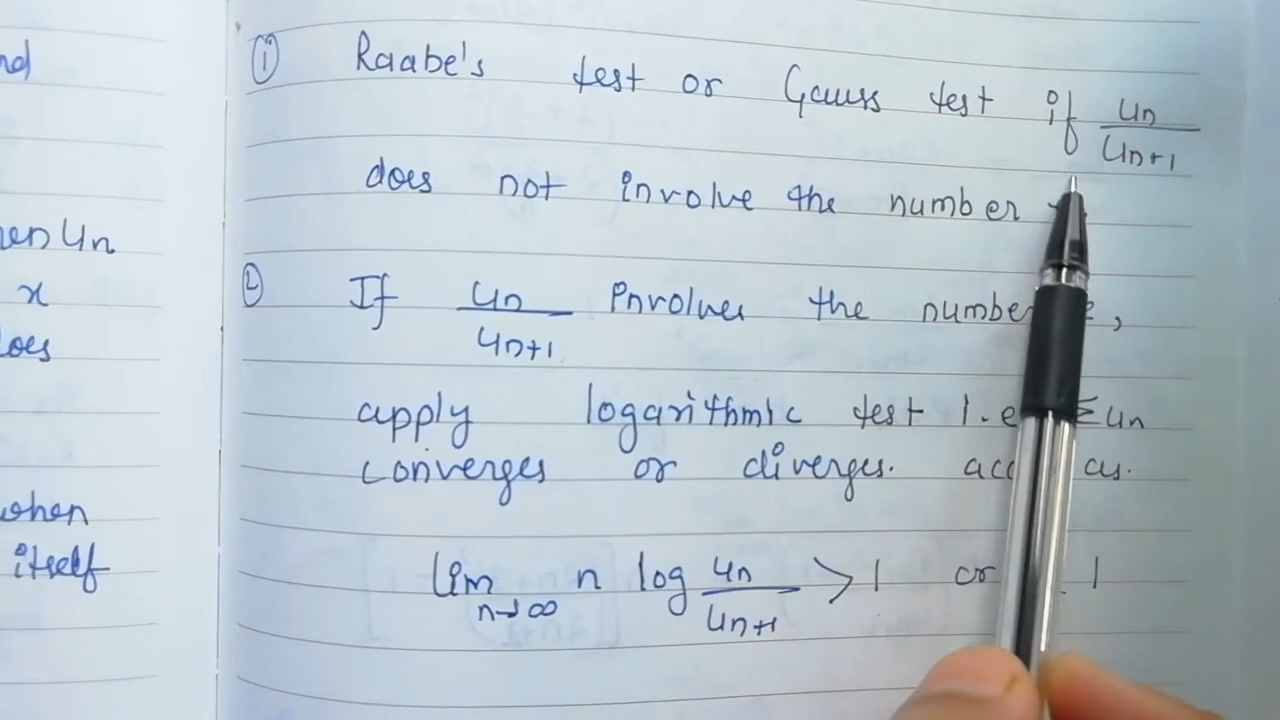 nd
en un
x
does
when
itself
① Raabe's test or Gauss test if un/un+1
does not involve the number
② If un/un+1 involves the number e,
apply logarithmic test i.e. Σun
converges or diverges. acc as.
lim n→∞ n log un/un+1 > 1 or 1